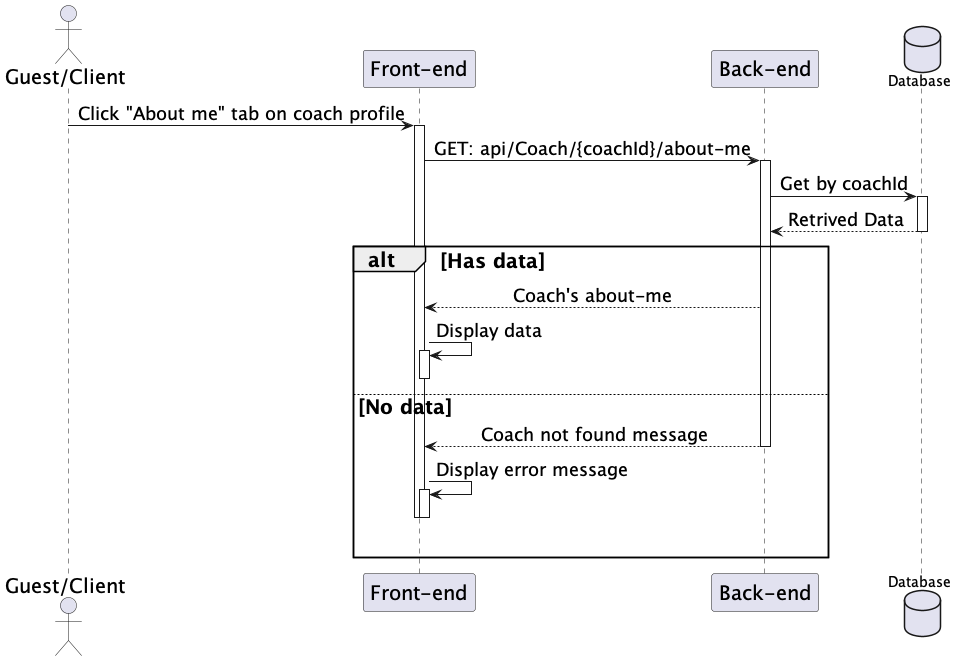 Guest/Client
Front-end
Back-end
Database
Click "About me" tab on coach profile
GET: api/Coach/{coachId}/about-me
Get by coachId
Retrived Data
alt
[Has data]
Coach's about-me
Display data
[No data]
Coach not found message
Display error message
Guest/Client
Front-end
Back-end
Database